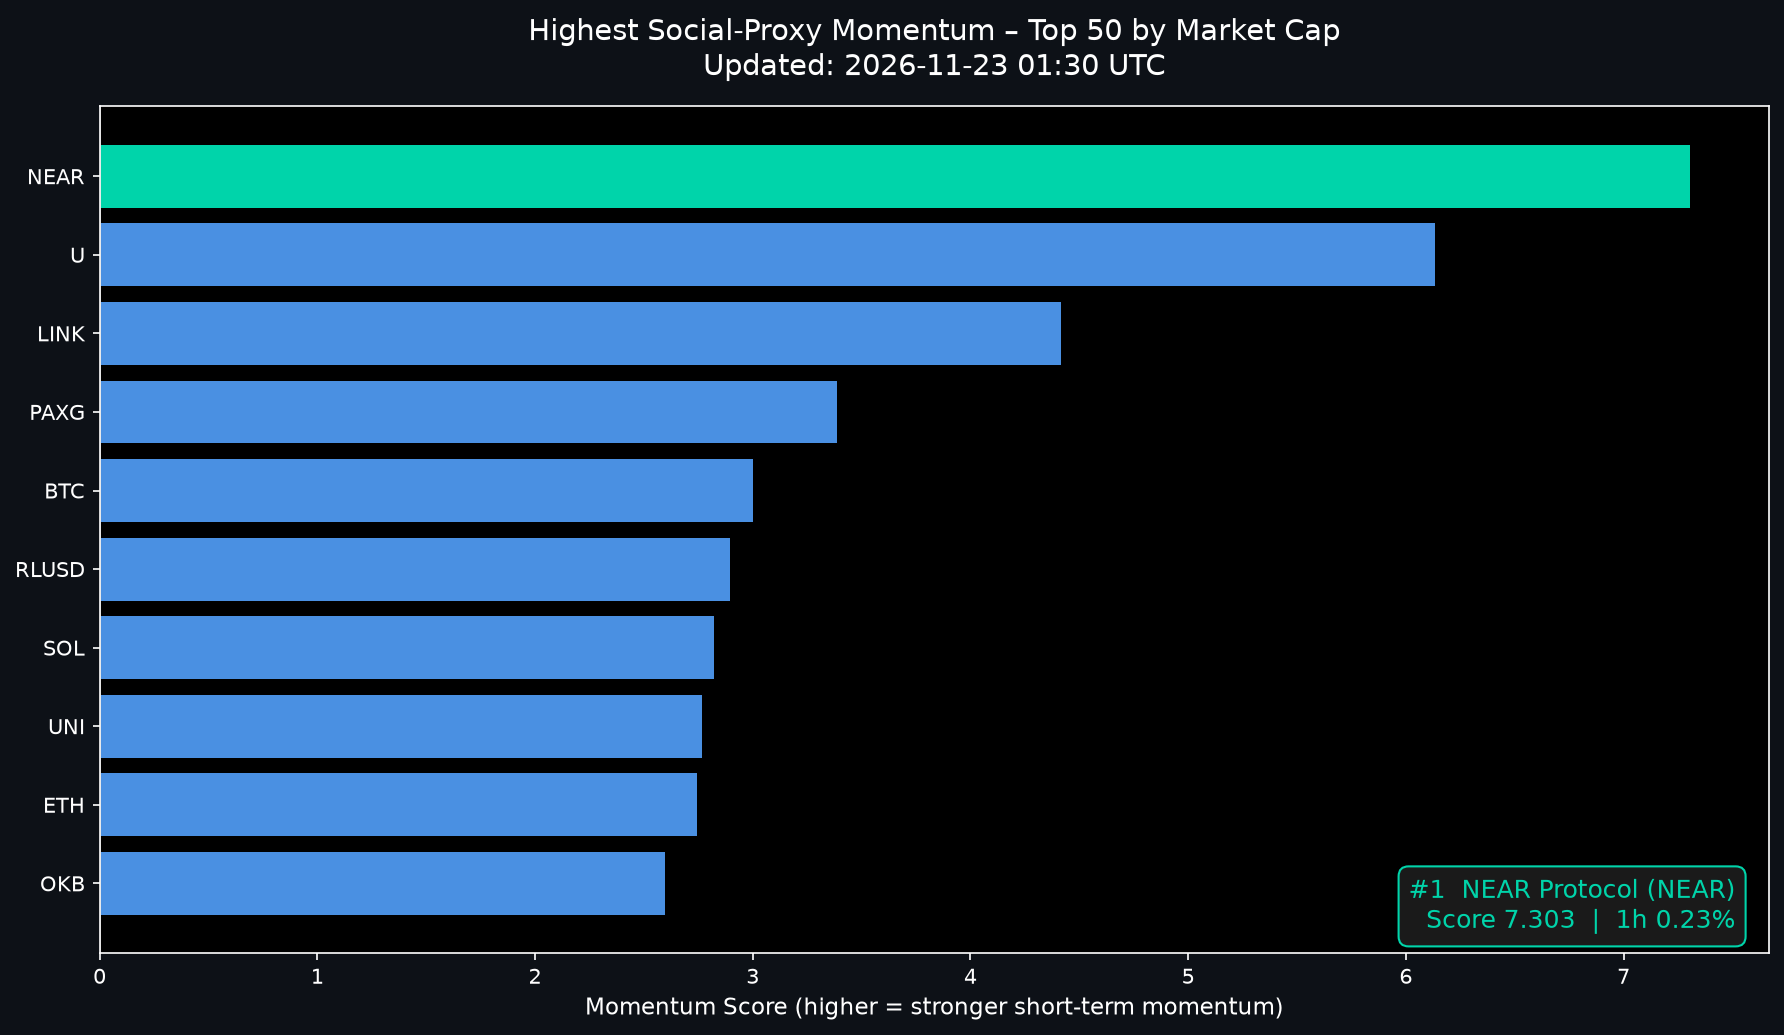 Highest Social-Proxy Momentum – Top 50 by Market Cap
Updated: 2026-11-23 01:30 UTC
NEAR
U
LINK
PAXG
BTC
RLUSD
SOL
UNI
ETH
OKB
#1 NEAR Protocol (NEAR)
Score 7.303 | 1h 0.23%
0 1 2 3 4 5 6 7
Momentum Score (higher = stronger short-term momentum)